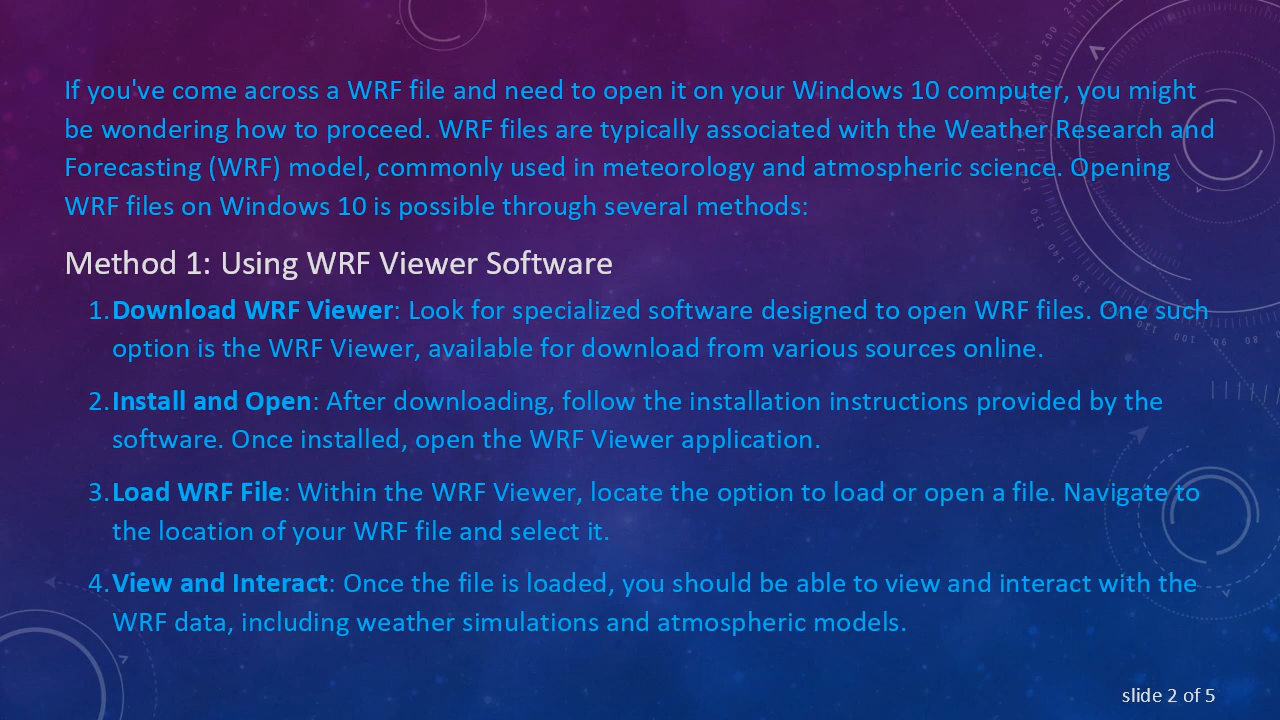 If you've come across a WRF file and need to open it on your Windows 10 computer, you might
be wondering how to proceed. WRF files are typically associated with the Weather Research and
Forecasting (WRF) model, commonly used in meteorology and atmospheric science. Opening
WRF files on Windows 10 is possible through several methods:
Method 1: Using WRF Viewer Software
1. Download WRF Viewer: Look for specialized software designed to open WRF files. One such
option is the WRF Viewer, available for download from various sources online.
2. Install and Open: After downloading, follow the installation instructions provided by the
software. Once installed, open the WRF Viewer application.
3. Load WRF File: Within the WRF Viewer, locate the option to load or open a file. Navigate to
the location of your WRF file and select it.
4. View and Interact: Once the file is loaded, you should be able to view and interact with the
WRF data, including weather simulations and atmospheric models.
slide 2 of 5